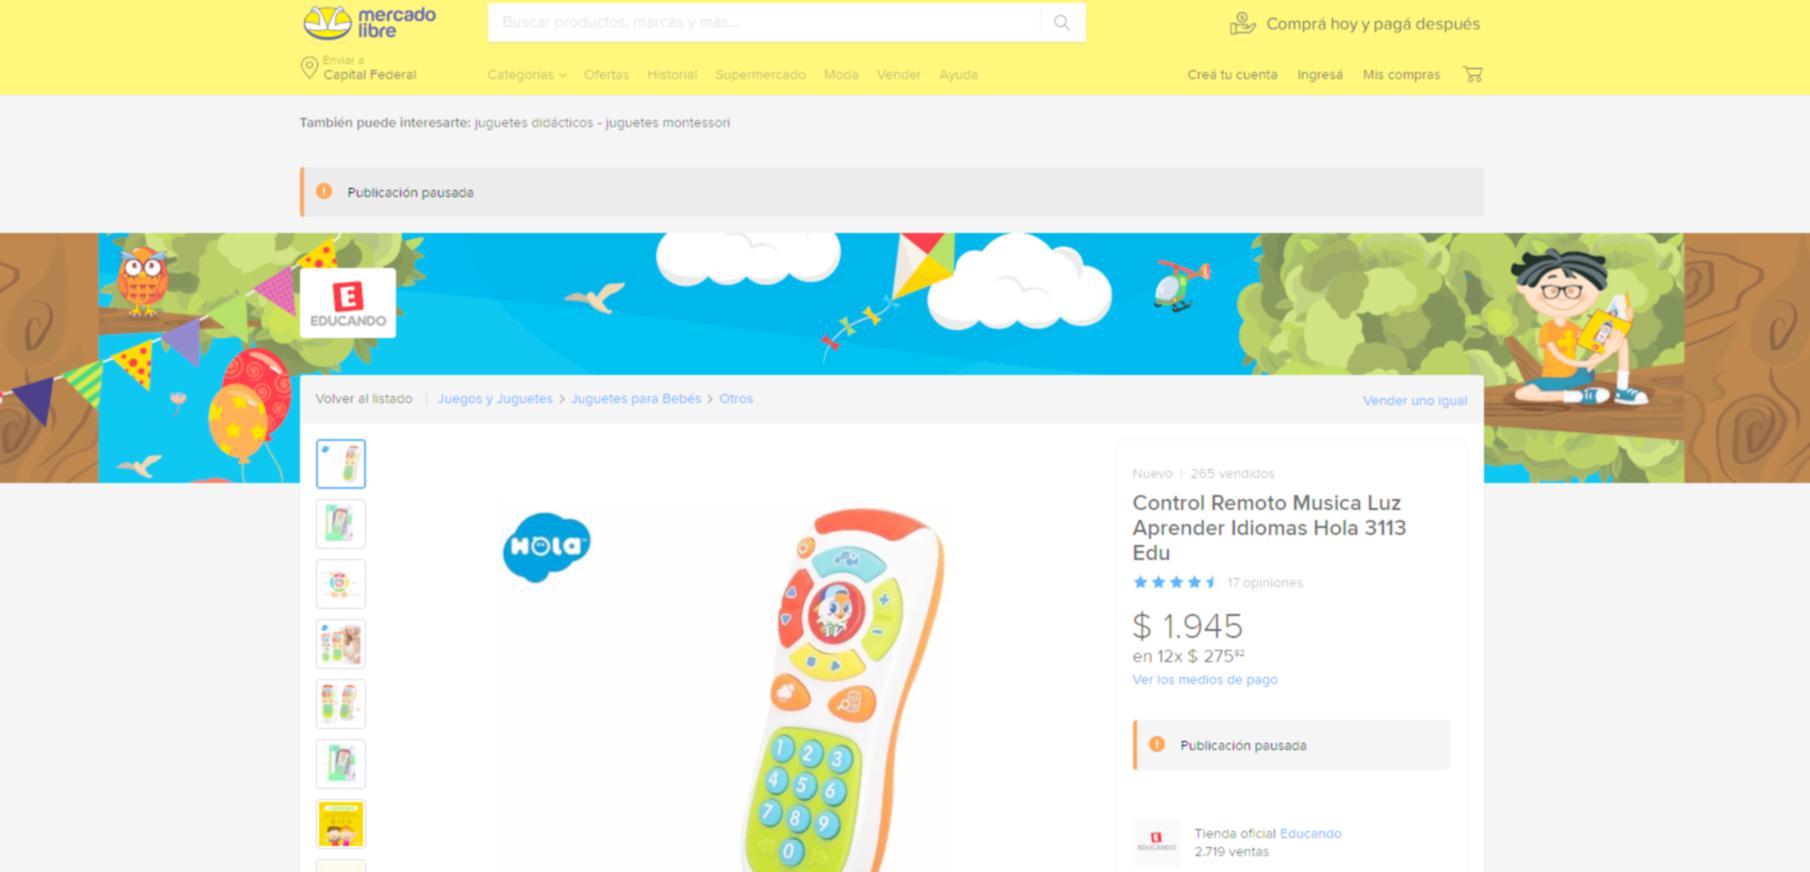 mercado
libre
Buscar productos, marcas y más...
Comprá hoy y pagá después
Enviar a
Capital Federal
Categorías
Ofertas
Historial
Supermercado
Moda
Vender
Ayuda
Creá tu cuenta
Ingresá
Mis compras
También puede interesarte: juguetes didácticos - juguetes montessori
Publicación pausada
E
EDUCANDO
Volver al listado
Juegos y Juguetes > Juguetes para Bebés > Otros
Vender uno igual
HOLa
1 2 3
4 5 6
7 8 9
0
Nuevo | 265 vendidos
Control Remoto Musica Luz
Aprender Idiomas Hola 3113
Edu
17 opiniones
$ 1.945
en 12x $ 275⁸²
Ver los medios de pago
Publicación pausada
E
EDUCANDO
Tienda oficial Educando
2.719 ventas